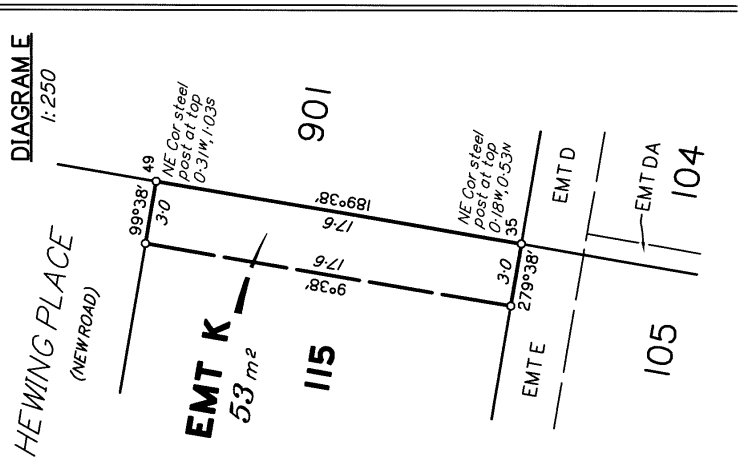 DIAGRAM E
1:250
HEWING PLACE
(NEW ROAD)
99°38'
3·0
49
NE Cor steel
post at top
0·31W, 1·03S
901
EMT K
53 m²
115
9°38'
17·6
17·6
189°38'
NE Cor steel
post at top
0·18W, 0·53N
35
3·0
279°38'
EMT E
EMT D
EMT DA
105
104